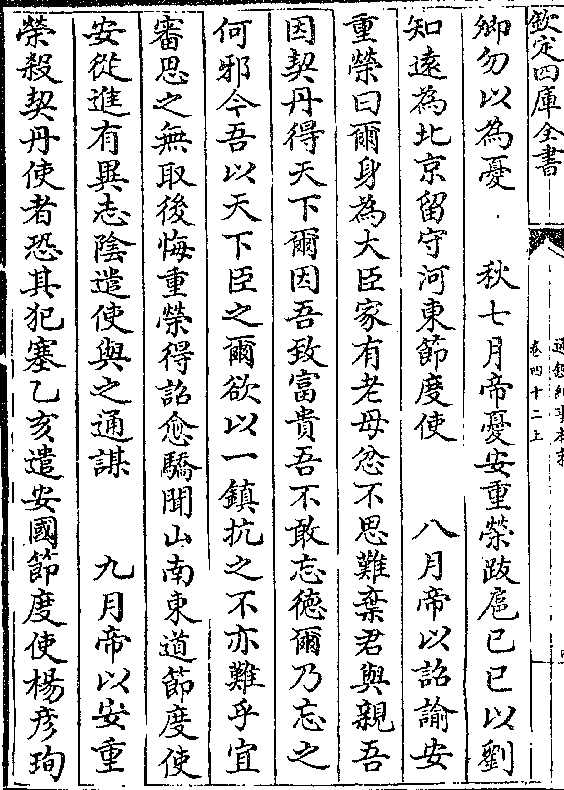 欽定四庫全書
通鑑紀事本末
卷四十二上
卿勿以為憂　秋七月帝憂安重榮跋扈己巳以劉
知遠為北京留守河東節度使　八月帝以詔諭安
重榮曰爾身為大臣家有老母忿不思難棄君與親吾
因契丹得天下爾因吾致富貴吾不敢忘德爾乃忘之
何邪今吾以天下臣之爾欲以一鎮抗之不亦難乎宜
審思之無取後悔重榮得詔愈驕聞山南東道節度使
安從進有異志陰遣使與之通謀　九月帝以安重
榮殺契丹使者恐其犯塞乙亥遣安國節度使楊彥珣